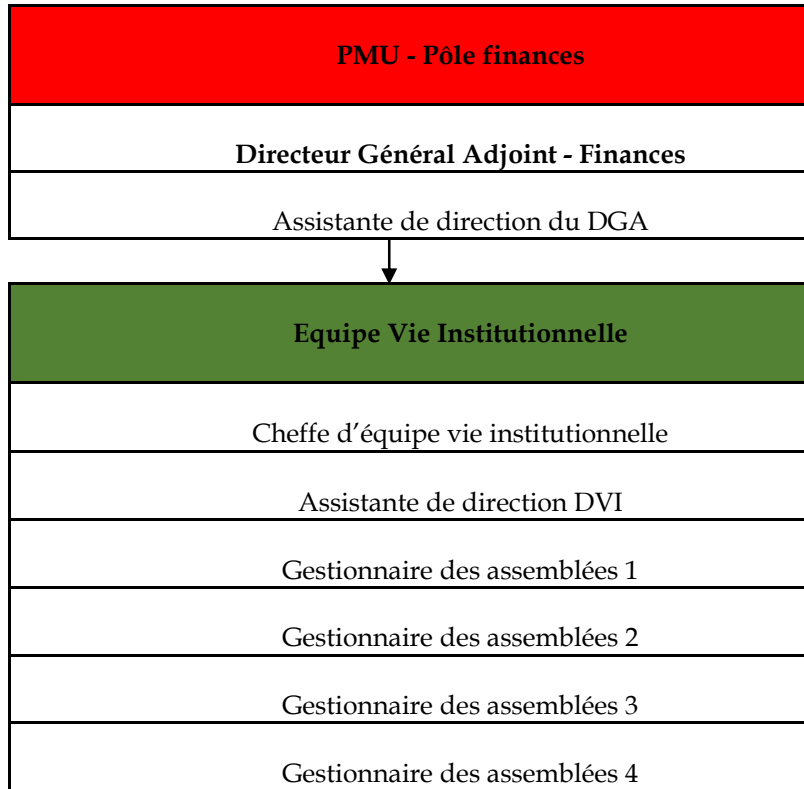 PMU - Pôle finances
Directeur Général Adjoint - Finances
Assistante de direction du DGA
Equipe Vie Institutionnelle
Cheffe d’équipe vie institutionnelle
Assistante de direction DVI
Gestionnaire des assemblées 1
Gestionnaire des assemblées 2
Gestionnaire des assemblées 3
Gestionnaire des assemblées 4